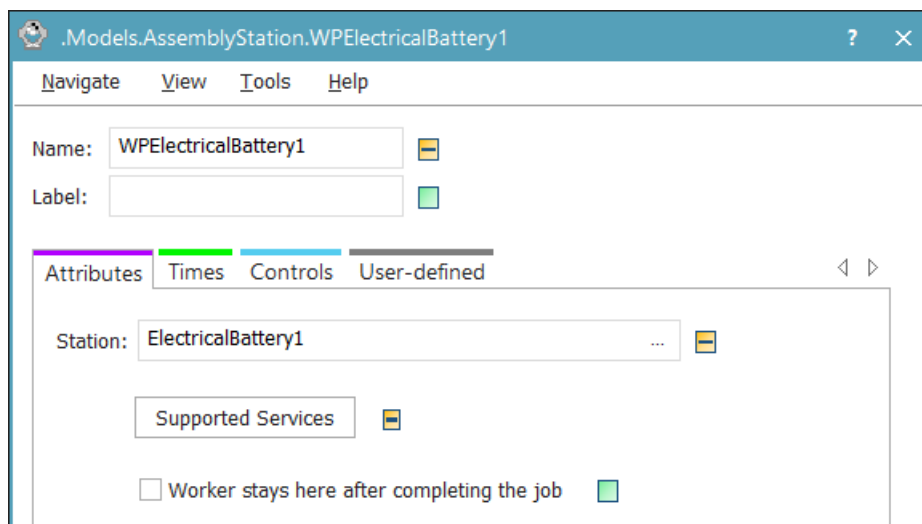 .Models.AssemblyStation.WPElectricalBattery1 ? ×
Navigate View Tools Help
Name: WPElectricalBattery1
Label:
Attributes Times Controls User-defined
Station: ElectricalBattery1 ...
Supported Services
Worker stays here after completing the job